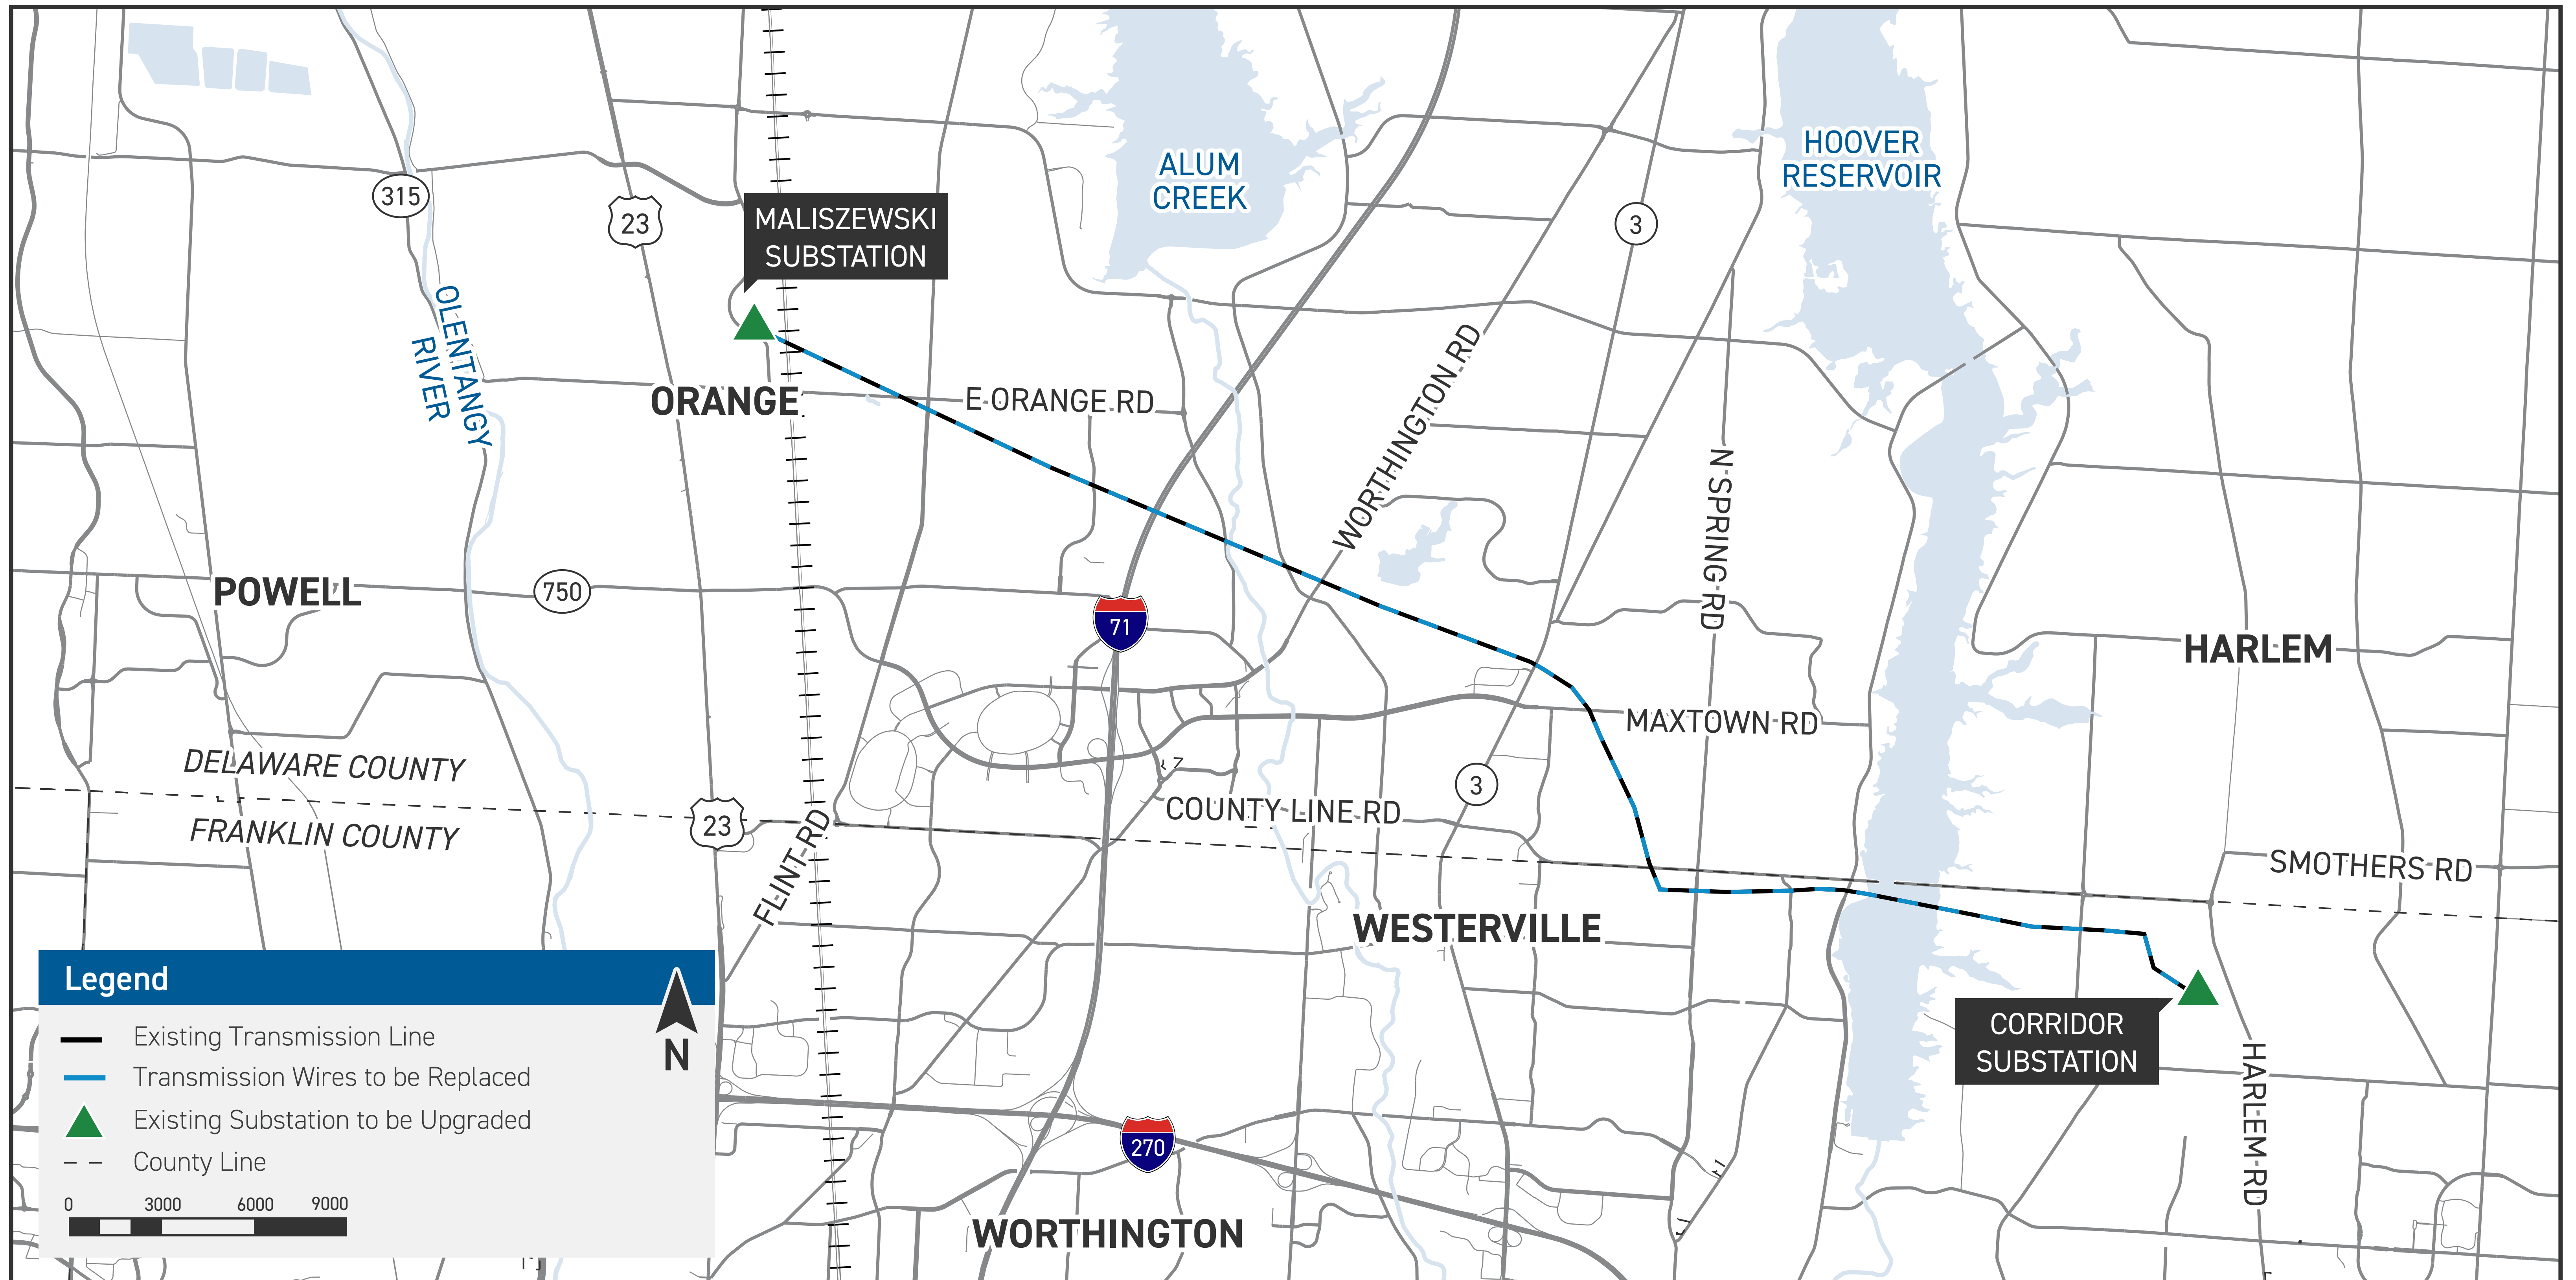 ALUM
CREEK
HOOVER
RESERVOIR
315
23
MALISZEWSKI
SUBSTATION
3
OLENTANGY
RIVER
ORANGE
E ORANGE RD
WORTHINGTON RD
N SPRING RD
POWELL
750
71
HARLEM
MAXTOWN RD
DELAWARE COUNTY
FRANKLIN COUNTY
23
FLINT RD
COUNTY LINE RD
3
SMOTHERS RD
WESTERVILLE
CORRIDOR
SUBSTATION
HARLEM RD
270
WORTHINGTON
Legend
N
Existing Transmission Line
Transmission Wires to be Replaced
Existing Substation to be Upgraded
County Line
0 3000 6000 9000